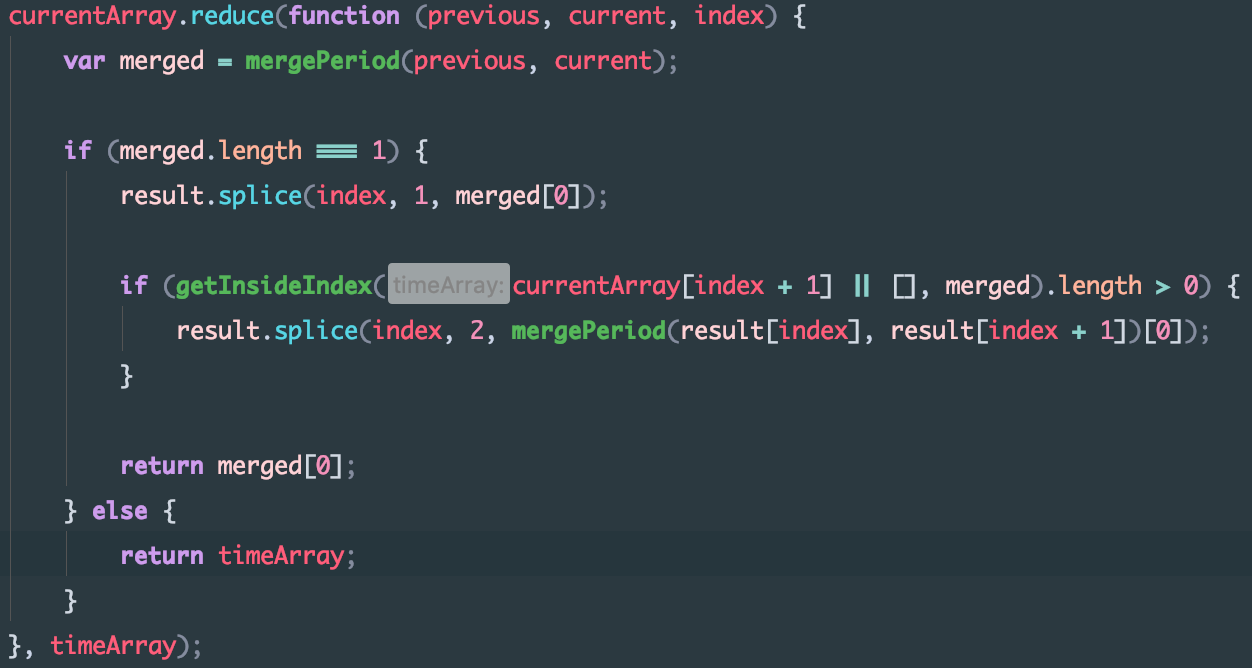 currentArray.reduce(function (previous, current, index) {
var merged = mergePeriod(previous, current);
if (merged.length === 1) {
result.splice(index, 1, merged[0]);
if (getInsideIndex( timeArray: currentArray[index + 1] || [], merged).length > 0) {
result.splice(index, 2, mergePeriod(result[index], result[index + 1])[0]);
}
return merged[0];
} else {
return timeArray;
}
}, timeArray);